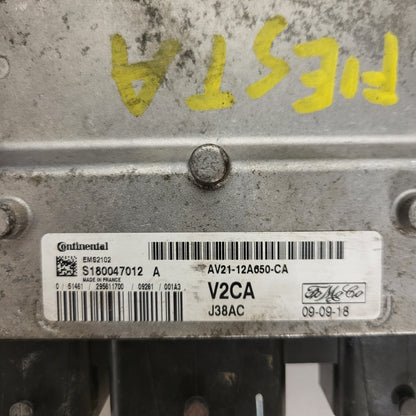 FIESTA
Continental
EMS2102
S180047012 A
MADE IN FRANCE
0 / 51461 / 295611700 / 09261 / 001A3
AV21-12A650-CA
V2CA
J38AC
FoMoCo
09-09-18